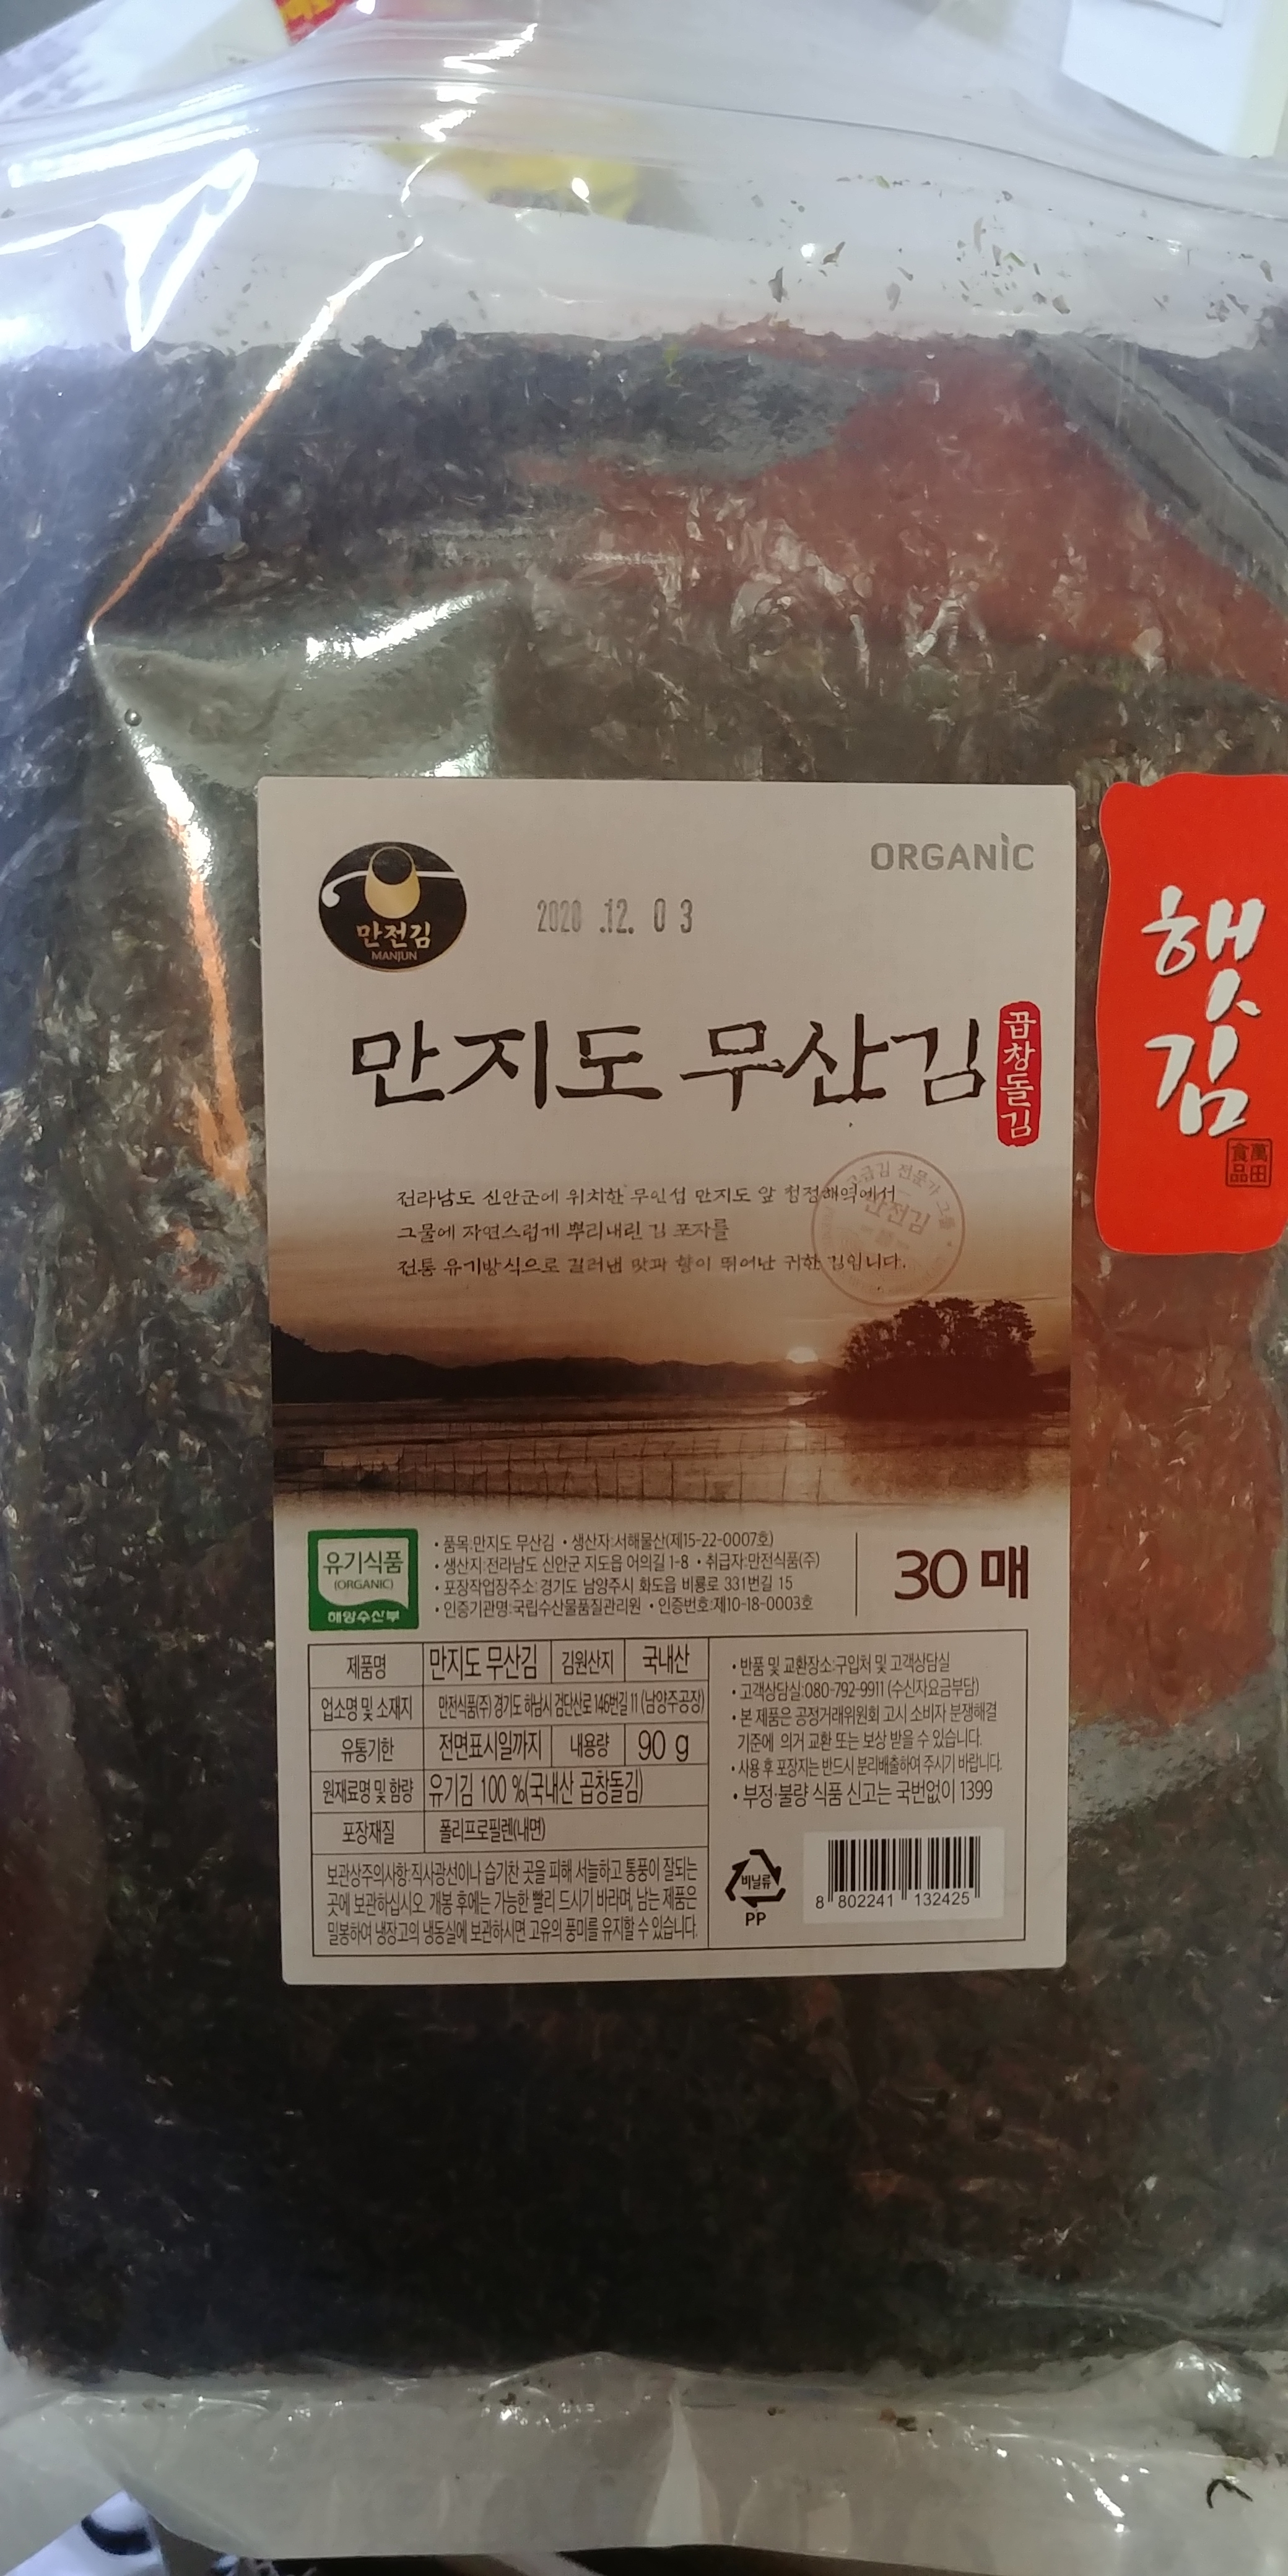 ORGANIC
만전김
MANJUN
2020 .12. 0 3
만지도 무산김
곱창돌김
햇김
萬田食品
전라남도 신안군에 위치한 무인섬 만지도 앞 청정해역에서
그물에 자연스럽게 뿌리내린 김 포자를
전통 유기방식으로 길러낸 맛과 향이 뛰어난 귀한 김입니다.
고급김 전문가 그룹
만전김
유기식품
(ORGANIC)
해양수산부
• 품목:만지도 무산김 • 생산자:서해물산(제15-22-0007호)
• 생산지:전라남도 신안군 지도읍 어의길 1-8 • 취급자:만전식품(주)
• 포장작업장주소:경기도 남양주시 화도읍 비룡로 331번길 15
• 인증기관명:국립수산물품질관리원 • 인증번호:제10-18-0003호
30 매
제품명 만지도 무산김 김원산지 국내산
업소명 및 소재지 만전식품(주) 경기도 하남시 검단산로 146번길 11 (남양주공장)
유통기한 전면표시일까지 내용량 90 g
원재료명 및 함량 유기김 100 %(국내산 곱창돌김)
포장재질 폴리프로필렌(내면)
보관상주의사항:직사광선이나 습기찬 곳을 피해 서늘하고 통풍이 잘되는
곳에 보관하십시오. 개봉 후에는 가능한 빨리 드시기 바라며, 남는 제품은
밀봉하여 냉장고의 냉동실에 보관하시면 고유의 풍미를 유지할 수 있습니다.
• 반품 및 교환장소:구입처 및 고객상담실
• 고객상담실:080-792-9911 (수신자요금부담)
• 본 제품은 공정거래위원회 고시 소비자 분쟁해결
기준에 의거 교환 또는 보상 받을 수 있습니다.
• 사용 후 포장지는 반드시 분리배출하여 주시기 바랍니다.
• 부정·불량 식품 신고는 국번없이 1399
비닐류
PP
8 802241 132425